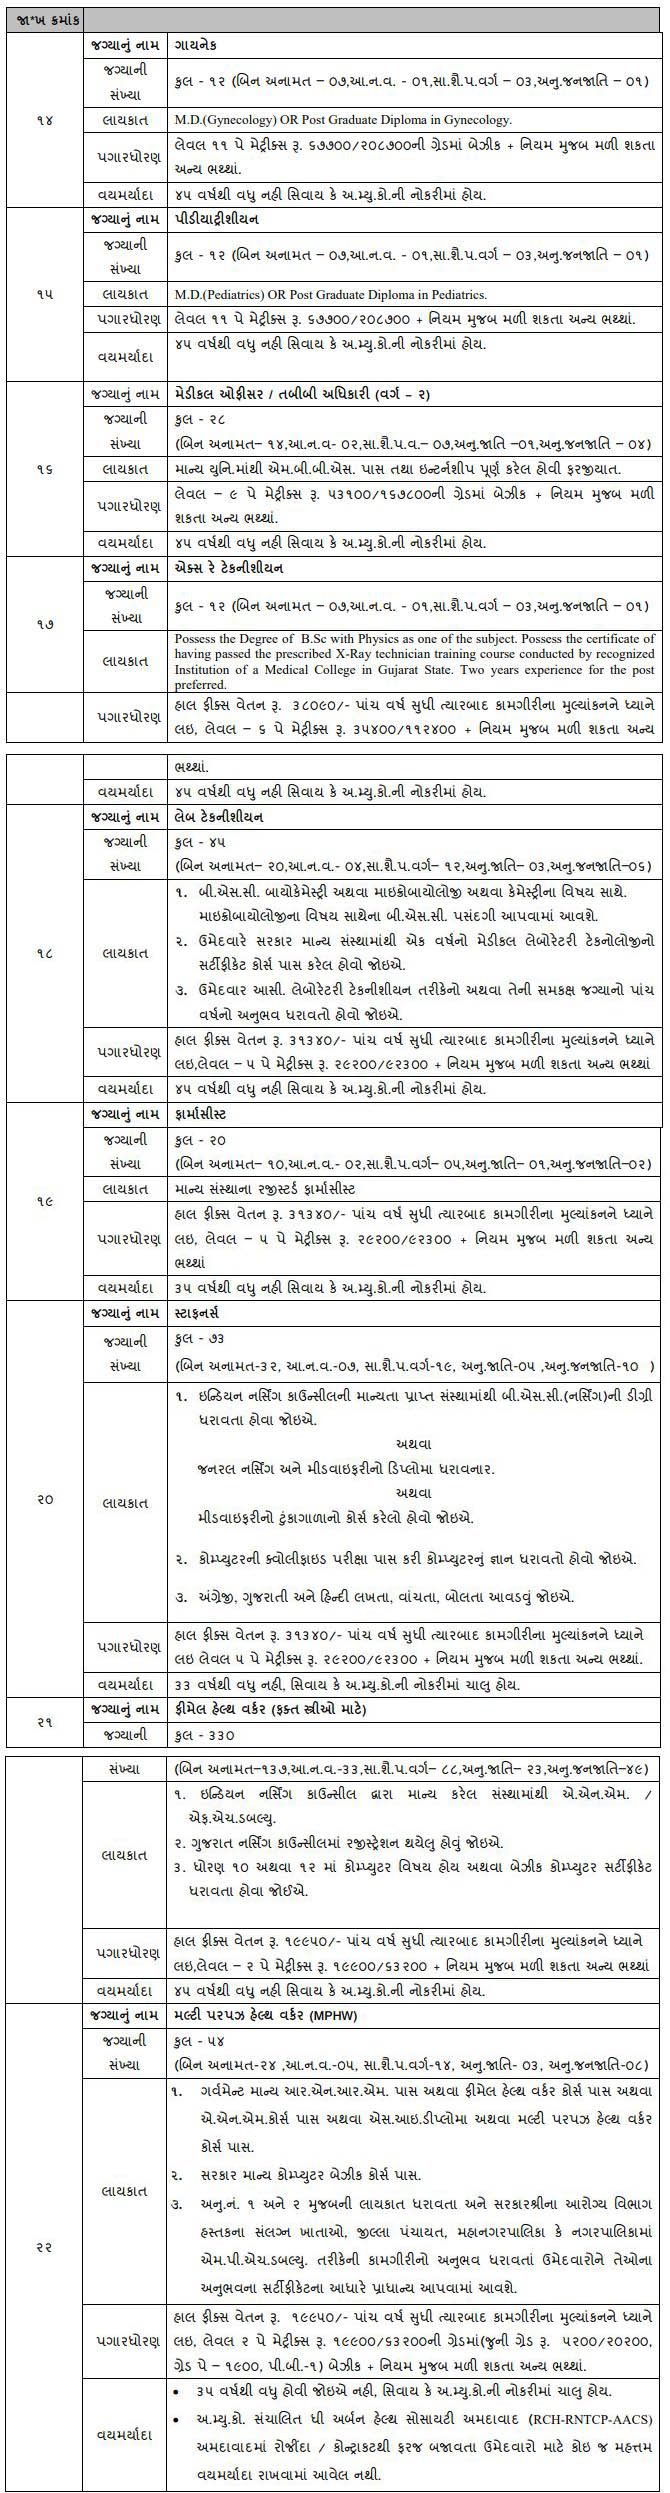 જા*ખ ક્રમાંક
૧૪
જગ્યાનું નામ ગાયનેક
જગ્યાની સંખ્યા
કુલ - ૧૨ (બિન અનામત – ૦૭,આ.ન.વ. - ૦૧,સા.શૈ.પ.વર્ગ – ૦૩,અનુ.જનજાતિ – ૦૧)
લાયકાત M.D.(Gynecology) OR Post Graduate Diploma in Gynecology.
પગારધોરણ
લેવલ ૧૧ પે મેટ્રીક્સ રૂ. ૬૭૭૦૦/૨૦૮૭૦૦ની ગ્રેડમાં બેઝીક + નિયમ મુજબ મળી શકતા
અન્ય ભથ્થાં.
વયમર્યાદા ૪૫ વર્ષથી વધુ નહી સિવાય કે અ.મ્યુ.કો.ની નોકરીમાં હોય.
૧૫
જગ્યાનું નામ પીડીયાટ્રીશીયન
જગ્યાની સંખ્યા
કુલ - ૧૨ (બિન અનામત – ૦૭,આ.ન.વ. - ૦૧,સા.શૈ.પ.વર્ગ – ૦૩,અનુ.જનજાતિ – ૦૧)
લાયકાત M.D.(Pediatrics) OR Post Graduate Diploma in Pediatrics.
પગારધોરણ લેવલ ૧૧ પે મેટ્રીક્સ રૂ. ૬૭૭૦૦/૨૦૮૭૦૦ + નિયમ મુજબ મળી શકતા અન્ય ભથ્થાં.
વયમર્યાદા ૪૫ વર્ષથી વધુ નહી સિવાય કે અ.મ્યુ.કો.ની નોકરીમાં હોય.
૧૬
જગ્યાનું નામ મેડીકલ ઓફીસર / તબીબી અધિકારી (વર્ગ – ૨)
જગ્યાની સંખ્યા
કુલ - ૨૮
(બિન અનામત– ૧૪,આ.ન.વ- ૦૨,સા.શૈ.પ.વ.– ૦૭,અનુ.જાતિ –૦૧,અનુ.જનજાતિ – ૦૪)
લાયકાત માન્ય યુનિ.માંથી એમ.બી.બી.એસ. પાસ તથા ઇન્ટર્નશીપ પૂર્ણ કરેલ હોવી ફરજીયાત.
પગારધોરણ
લેવલ – ૯ પે મેટ્રીક્સ રૂ. ૫૩૧૦૦/૧૬૭૮૦૦ની ગ્રેડમાં બેઝીક + નિયમ મુજબ મળી
શકતા અન્ય ભથ્થાં.
વયમર્યાદા ૪૫ વર્ષથી વધુ નહી સિવાય કે અ.મ્યુ.કો.ની નોકરીમાં હોય.
૧૭
જગ્યાનું નામ એક્સ રે ટેકનીશીયન
જગ્યાની સંખ્યા
કુલ - ૧૨ (બિન અનામત – ૦૭,આ.ન.વ. - ૦૧,સા.શૈ.પ.વર્ગ – ૦૩,અનુ.જનજાતિ – ૦૧)
લાયકાત
Possess the Degree of B.Sc with Physics as one of the subject. Possess the certificate of
having passed the prescribed X-Ray technician training course conducted by recognized
Institution of a Medical College in Gujarat State. Two years experience for the post
preferred.
પગારધોરણ
હાલ ફીક્સ વેતન રૂ. ૩૮૦૯૦/- પાંચ વર્ષ સુધી ત્યારબાદ કામગીરીના મુલ્યાંકનને ધ્યાને
લઇ, લેવલ – ૬ પે મેટ્રીક્સ રૂ. ૩૫૪૦૦/૧૧૨૪૦૦ + નિયમ મુજબ મળી શકતા અન્ય
ભથ્થાં.
વયમર્યાદા ૪૫ વર્ષથી વધુ નહી સિવાય કે અ.મ્યુ.કો.ની નોકરીમાં હોય.
૧૮
જગ્યાનું નામ લેબ ટેકનીશીયન
જગ્યાની સંખ્યા
કુલ - ૪૫
(બિન અનામત– ૨૦,આ.ન.વ.- ૦૪,સા.શૈ.પ.વર્ગ– ૧૨,અનુ.જાતિ– ૦૩,અનુ.જનજાતિ–૦૬)
લાયકાત
૧. બી.એસ.સી. બાયોકેમેસ્ટ્રી અથવા માઇક્રોબાયોલોજી અથવા કેમેસ્ટ્રીના વિષય સાથે.
માઇક્રોબાયોલોજીના વિષય સાથેના બી.એસ.સી. પસંદગી આપવામાં આવશે.
૨. ઉમેદવારે સરકાર માન્ય સંસ્થામાંથી એક વર્ષનો મેડીકલ લેબોરેટરી ટેકનોલોજીનો
સર્ટીફીકેટ કોર્સ પાસ કરેલ હોવો જોઇએ.
૩. ઉમેદવાર આસી. લેબોરેટરી ટેકનીશીયન તરીકેનો અથવા તેની સમકક્ષ જગ્યાનો પાંચ
વર્ષનો અનુભવ ધરાવતો હોવો જોઇએ.
પગારધોરણ
હાલ ફીક્સ વેતન રૂ. ૩૧૩૪૦/- પાંચ વર્ષ સુધી ત્યારબાદ કામગીરીના મુલ્યાંકનને ધ્યાને
લઇ,લેવલ – ૫ પે મેટ્રીક્સ રૂ. ૨૯૨૦૦/૯૨૩૦૦ + નિયમ મુજબ મળી શકતા અન્ય ભથ્થાં
વયમર્યાદા ૪૫ વર્ષથી વધુ નહી સિવાય કે અ.મ્યુ.કો.ની નોકરીમાં હોય.
૧૯
જગ્યાનું નામ ફાર્માસીસ્ટ
જગ્યાની સંખ્યા
કુલ - ૨૦
(બિન અનામત– ૧૦,આ.ન.વ.- ૦૨,સા.શૈ.પ.વર્ગ– ૦૫,અનુ.જાતિ– ૦૧,અનુ.જનજાતિ–૦૨)
લાયકાત માન્ય સંસ્થાના રજીસ્ટર્ડ ફાર્માસીસ્ટ
પગારધોરણ
હાલ ફીક્સ વેતન રૂ. ૩૧૩૪૦/- પાંચ વર્ષ સુધી ત્યારબાદ કામગીરીના મુલ્યાંકનને ધ્યાને
લઇ, લેવલ – ૫ પે મેટ્રીક્સ રૂ. ૨૯૨૦૦/૯૨૩૦૦ + નિયમ મુજબ મળી શકતા અન્ય
ભથ્થાં
વયમર્યાદા ૩૫ વર્ષથી વધુ નહી સિવાય કે અ.મ્યુ.કો.ની નોકરીમાં હોય.
૨૦
જગ્યાનું નામ સ્ટાફનર્સ
જગ્યાની સંખ્યા
કુલ - ૭૩
(બિન અનામત-૩૨, આ.ન.વ.-૦૭, સા.શૈ.પ.વર્ગ-૧૯, અનુ.જાતિ-૦૫ ,અનુ.જનજાતિ-૧૦ )
લાયકાત
૧. ઇન્ડિયન નર્સિંગ કાઉન્સીલની માન્યતા પ્રાપ્ત સંસ્થામાંથી બી.એસ.સી.(નર્સિંગ)ની ડીગ્રી
ધરાવતા હોવા જોઇએ.
અથવા
જનરલ નર્સિંગ અને મીડવાઇફરીનો ડિપ્લોમા ધરાવનાર.
અથવા
મીડવાઇફરીનો ટુંકાગાળાનો કોર્સ કરેલો હોવો જોઇએ.
૨. કોમ્પ્યુટરની ક્વોલીફાઇડ પરીક્ષા પાસ કરી કોમ્પ્યુટરનું જ્ઞાન ધરાવતો હોવો જોઇએ.
૩. અંગ્રેજી, ગુજરાતી અને હિન્દી લખતા, વાંચતા, બોલતા આવડવું જોઇએ.
પગારધોરણ
હાલ ફીક્સ વેતન રૂ. ૩૧૩૪૦/- પાંચ વર્ષ સુધી ત્યારબાદ કામગીરીના મુલ્યાંકનને ધ્યાને
લઇ લેવલ ૫ પે મેટ્રીક્સ રૂ. ૨૯૨૦૦/૯૨૩૦૦ + નિયમ મુજબ મળી શકતા અન્ય ભથ્થાં.
વયમર્યાદા ૩૩ વર્ષથી વધુ નહી, સિવાય કે અ.મ્યુ.કો.ની નોકરીમાં ચાલુ હોય.
૨૧
જગ્યાનું નામ ફીમેલ હેલ્થ વર્કર (ફક્ત સ્ત્રીઓ માટે)
જગ્યાની કુલ - ૩૩૦
સંખ્યા (બિન અનામત–૧૩૭,આ.ન.વ.-૩૩,સા.શૈ.પ.વર્ગ– ૮૮,અનુ.જાતિ– ૨૩,અનુ.જનજાતિ–૪૯)
લાયકાત
૧. ઇન્ડિયન નર્સિંગ કાઉન્સીલ દ્વારા માન્ય કરેલ સંસ્થામાંથી એ.એન.એમ. /
એફ.એચ.ડબલ્યુ.
૨. ગુજરાત નર્સિંગ કાઉન્સીલમાં રજીસ્ટ્રેશન થયેલુ હોવું જોઇએ.
૩. ધોરણ ૧૦ અથવા ૧૨ માં કોમ્પ્યુટર વિષય હોય અથવા બેઝીક કોમ્પ્યુટર સર્ટીફીકેટ
ધરાવતા હોવા જોઈએ.
પગારધોરણ
હાલ ફીક્સ વેતન રૂ. ૧૯૯૫૦/- પાંચ વર્ષ સુધી ત્યારબાદ કામગીરીના મુલ્યાંકનને ધ્યાને
લઇ,લેવલ – ૨ પે મેટ્રીક્સ રૂ. ૧૯૯૦૦/૬૩૨૦૦ + નિયમ મુજબ મળી શકતા અન્ય ભથ્થાં
વયમર્યાદા ૪૫ વર્ષથી વધુ નહી સિવાય કે અ.મ્યુ.કો.ની નોકરીમાં હોય.
૨૨
જગ્યાનું નામ મલ્ટી પરપઝ હેલ્થ વર્કર (MPHW)
જગ્યાની સંખ્યા
કુલ - ૫૪
(બિન અનામત-૨૪ ,આ.ન.વ.-૦૫, સા.શૈ.પ.વર્ગ-૧૪, અનુ.જાતિ- ૦૩, અનુ.જનજાતિ-૦૮)
લાયકાત
૧. ગર્વમેન્ટ માન્ય આર.એન.આર.એમ. પાસ અથવા ફીમેલ હેલ્થ વર્કર કોર્સ પાસ અથવા
એ.એન.એમ.કોર્સ પાસ અથવા એસ.આઇ.ડીપ્લોમા અથવા મલ્ટી પરપઝ હેલ્થ વર્કર
કોર્સ પાસ.
૨. સરકાર માન્ય કોમ્પ્યુટર બેઝીક કોર્સ પાસ.
૩. અનુ.નં. ૧ અને ૨ મુજબની લાયકાત ધરાવતા અને સરકારશ્રીના આરોગ્ય વિભાગ
હસ્તકના સંલગ્ન ખાતાઓ, જીલ્લા પંચાયત, મહાનગરપાલિકા કે નગરપાલિકામાં
એમ.પી.એચ.ડબલ્યુ. તરીકેની કામગીરીનો અનુભવ ધરાવતાં ઉમેદવારોને તેઓના
અનુભવના સર્ટીફીકેટના આધારે પ્રાધાન્ય આપવામાં આવશે.
પગારધોરણ
હાલ ફીક્સ વેતન રૂ. ૧૯૯૫૦/- પાંચ વર્ષ સુધી ત્યારબાદ કામગીરીના મુલ્યાંકનને ધ્યાને
લઇ, લેવલ ૨ પે મેટ્રીક્સ રૂ. ૧૯૯૦૦/૬૩૨૦૦ની ગ્રેડમાં(જુની ગ્રેડ રૂ. ૫૨૦૦/૨૦૨૦૦,
ગ્રેડ પે – ૧૯૦૦, પી.બી.-૧) બેઝીક + નિયમ મુજબ મળી શકતા અન્ય ભથ્થાં.
વયમર્યાદા
• ૩૫ વર્ષથી વધુ હોવી જોઇએ નહી, સિવાય કે અ.મ્યુ.કો.ની નોકરીમાં ચાલુ હોય.
• અ.મ્યુ.કો. સંચાલિત ધી અર્બન હેલ્થ સોસાયટી અમદાવાદ (RCH-RNTCP-AACS)
અમદાવાદમાં રોજીંદા / કોન્ટ્રાકટથી ફરજ બજાવતા ઉમેદવારો માટે કોઇ જ મહત્તમ
વયમર્યાદા રાખવામાં આવેલ નથી.